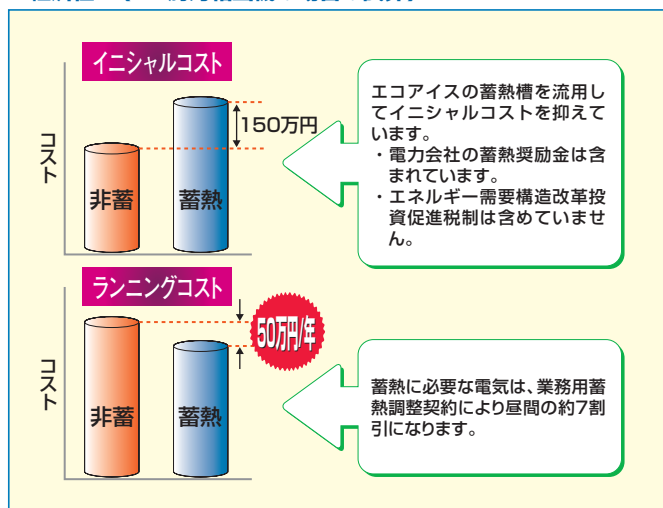 イニシャルコスト
コスト
150万円
非蓄
蓄熱
エコアイスの蓄熱槽を流用し
てイニシャルコストを抑えて
います。
・電力会社の蓄熱奨励金は含
まれています。
・エネルギー需要構造改革投
資促進税制は含めていませ
ん。
ランニングコスト
コスト
50万円/年
非蓄
蓄熱
蓄熱に必要な電気は、業務用蓄
熱調整契約により昼間の約7割
引になります。